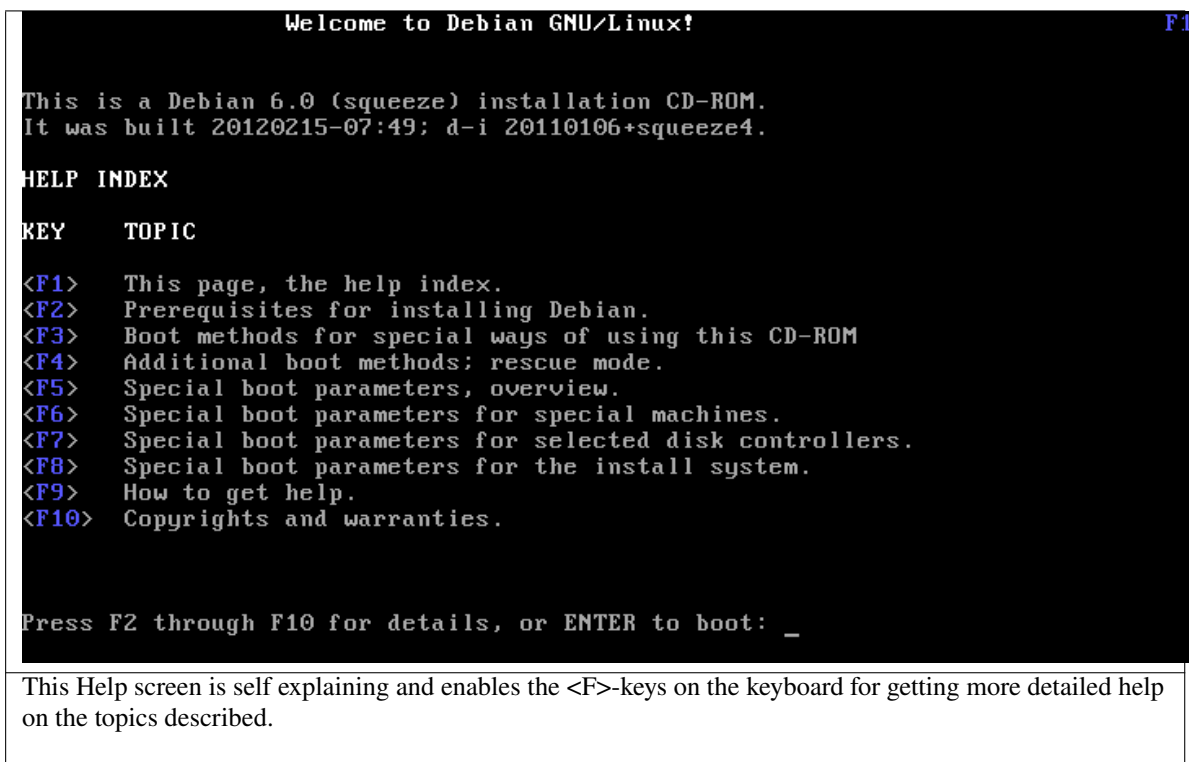 Welcome to Debian GNU/Linux! F1
This is a Debian 6.0 (squeeze) installation CD-ROM.
It was built 20120215-07:49; d-i 20110106+squeeze4.
HELP INDEX
KEY TOPIC
<F1> This page, the help index.
<F2> Prerequisites for installing Debian.
<F3> Boot methods for special ways of using this CD-ROM
<F4> Additional boot methods; rescue mode.
<F5> Special boot parameters, overview.
<F6> Special boot parameters for special machines.
<F7> Special boot parameters for selected disk controllers.
<F8> Special boot parameters for the install system.
<F9> How to get help.
<F10> Copyrights and warranties.
Press F2 through F10 for details, or ENTER to boot: _
This Help screen is self explaining and enables the <F>-keys on the keyboard for getting more detailed help
on the topics described.